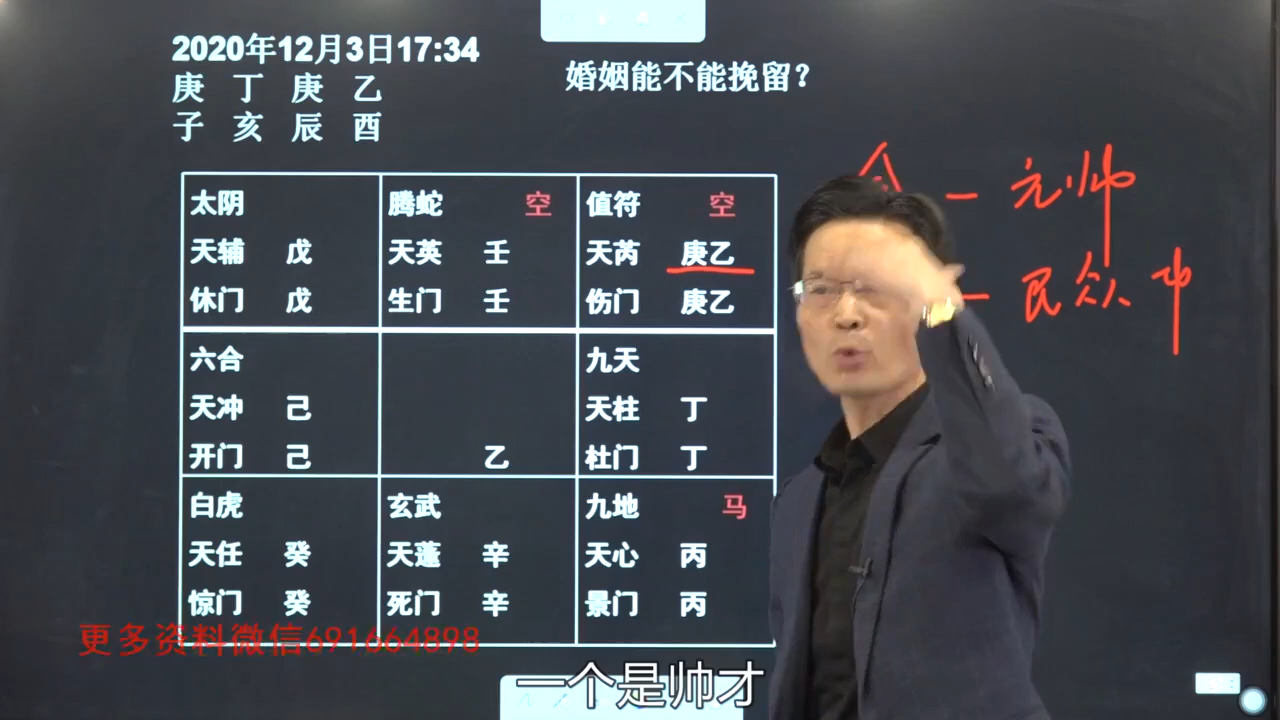 2020年12月3日17:34
庚 丁 庚 乙
子 亥 辰 酉
婚姻能不能挽留?
太阴
天辅 戊
休门 戊
腾蛇 空
天英 壬
生门 壬
值符 空
天芮 庚乙
伤门 庚乙
六合
天冲 己
开门 己
乙
九天
天柱 丁
杜门 丁
白虎
天任 癸
惊门 癸
玄武
天蓬 辛
死门 辛
九地 马
天心 丙
景门 丙
一 元帅
一 民众
更多资料微信691664898
一个是帅才